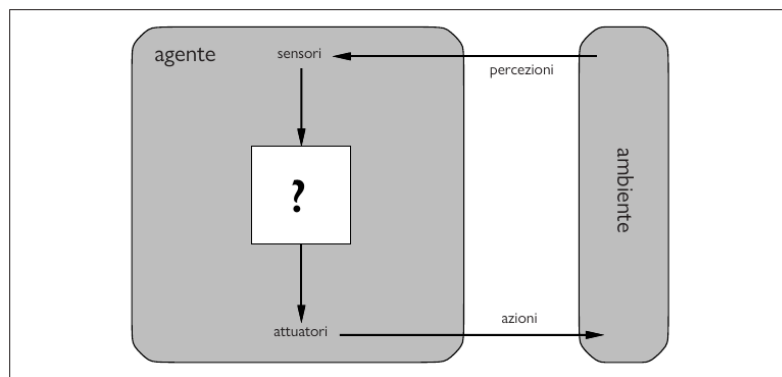 agente
sensori
percezioni
?
ambiente
attuatori
azioni